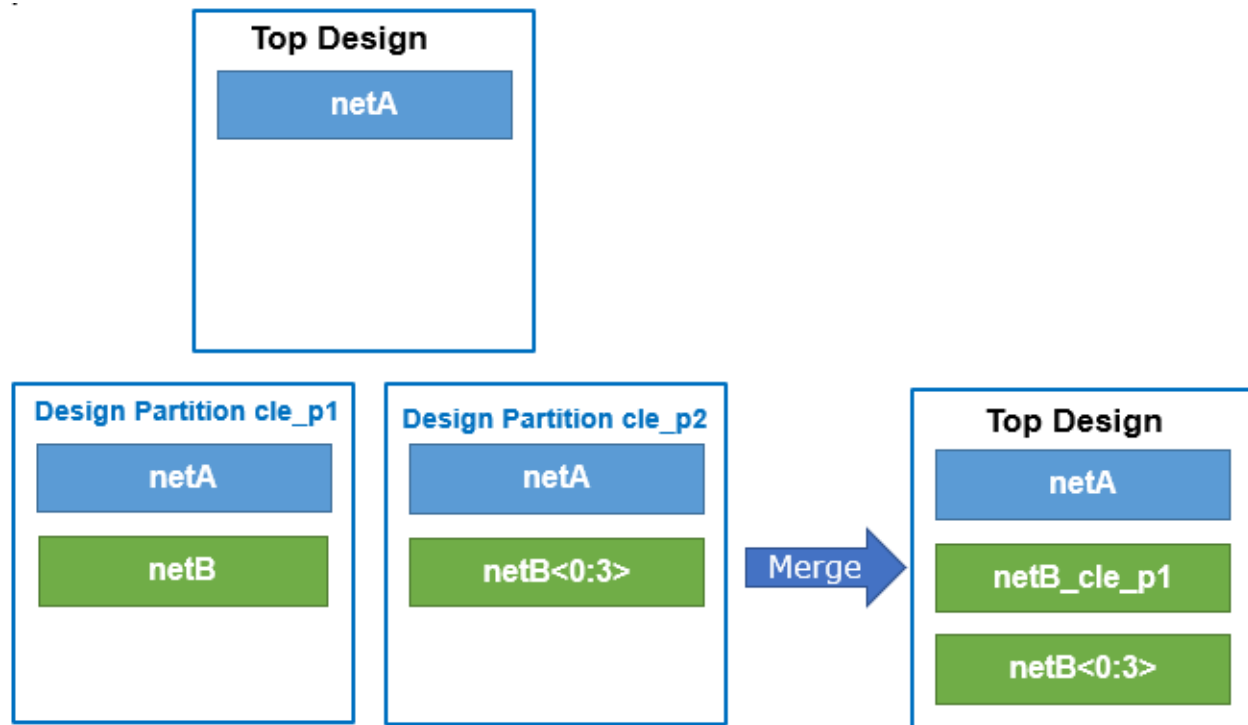 Top Design
netA
Design Partition cle_p1
netA
netB
Design Partition cle_p2
netA
netB<0:3>
Merge
Top Design
netA
netB_cle_p1
netB<0:3>